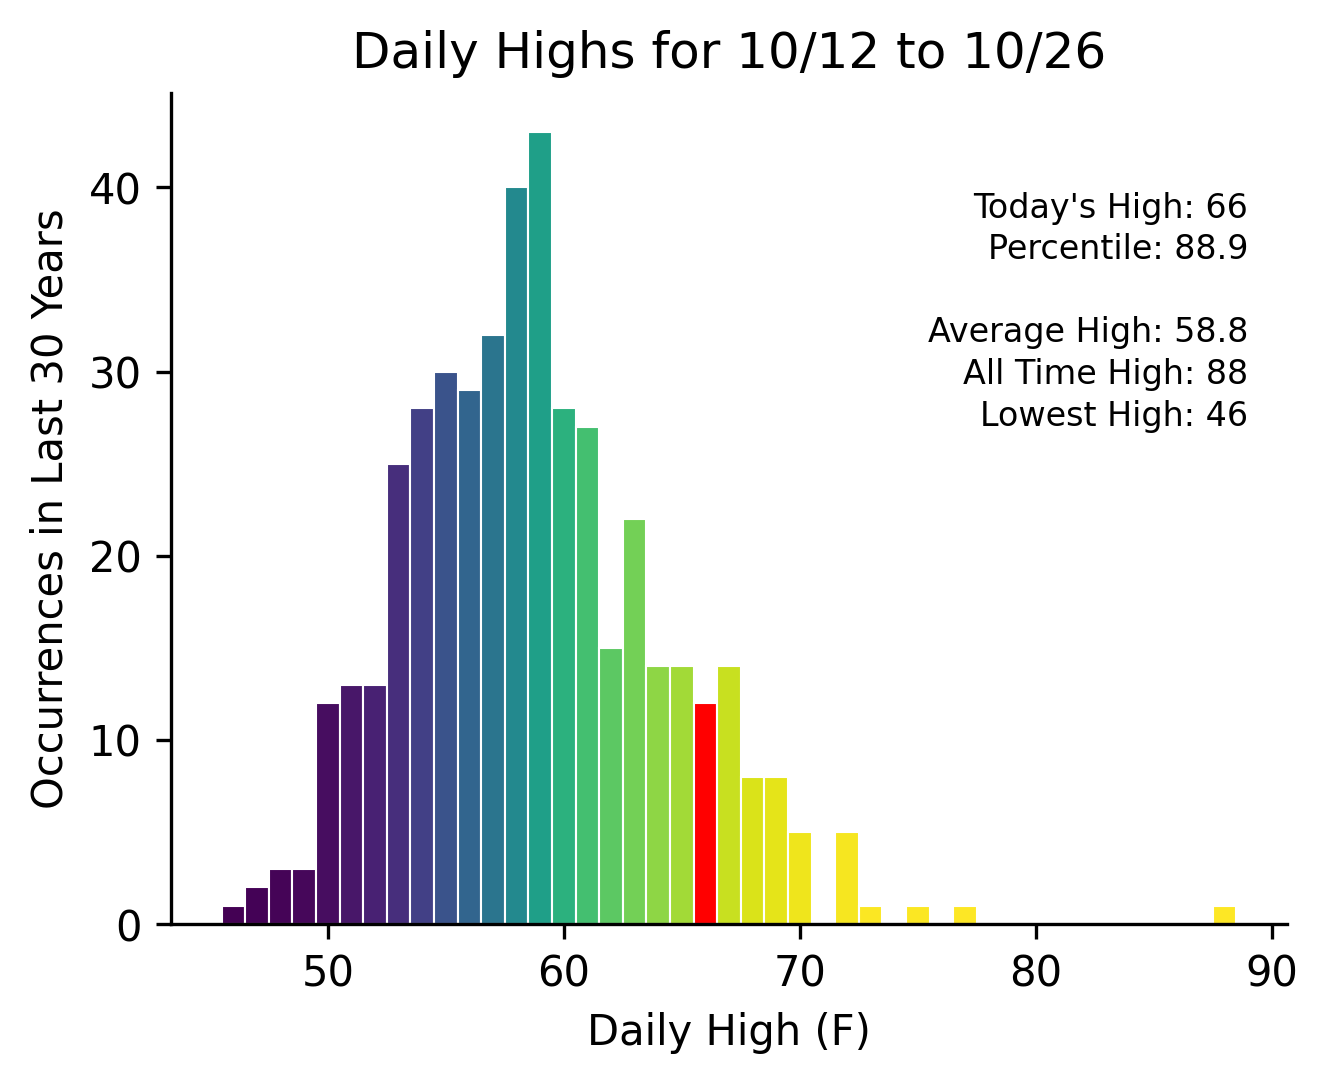 Daily Highs for 10/12 to 10/26
Occurrences in Last 30 Years
40
30
20
10
0
Today's High: 66
Percentile: 88.9
Average High: 58.8
All Time High: 88
Lowest High: 46
50 60 70 80 90
Daily High (F)